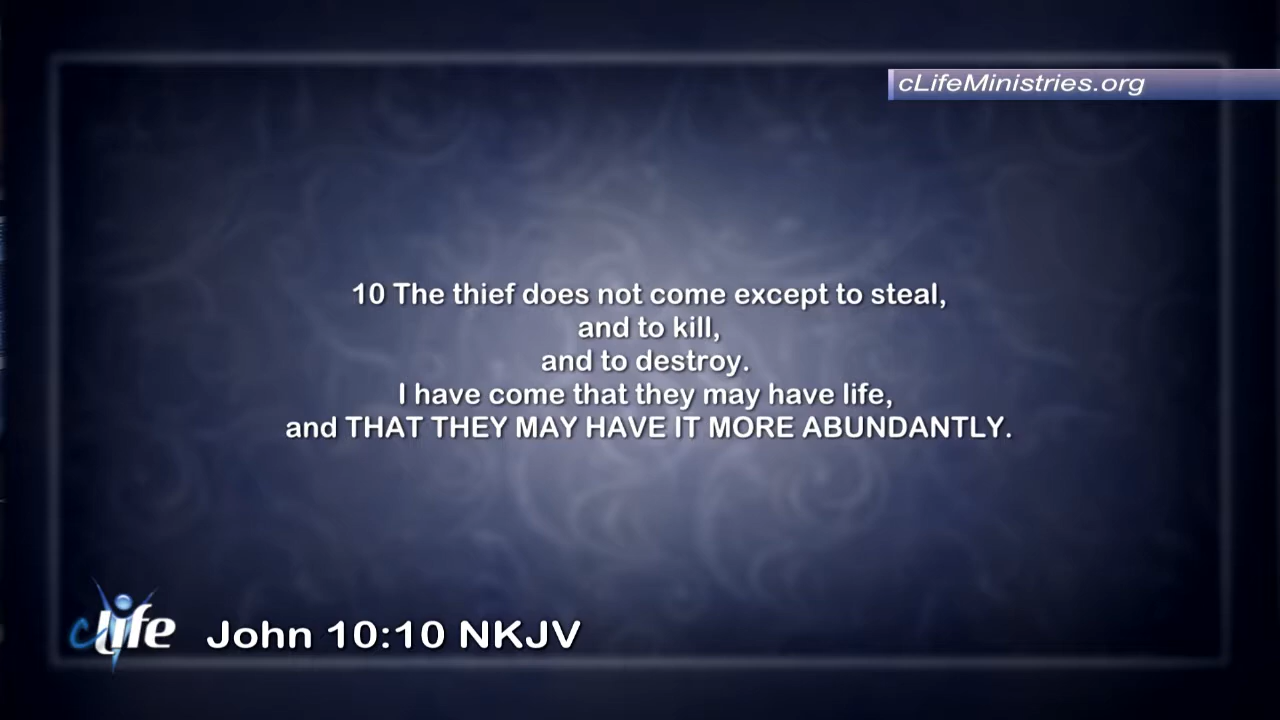 cLifeMinistries.org
10 The thief does not come except to steal,
and to kill,
and to destroy.
I have come that they may have life,
and THAT THEY MAY HAVE IT MORE ABUNDANTLY.
cLife
John 10:10 NKJV